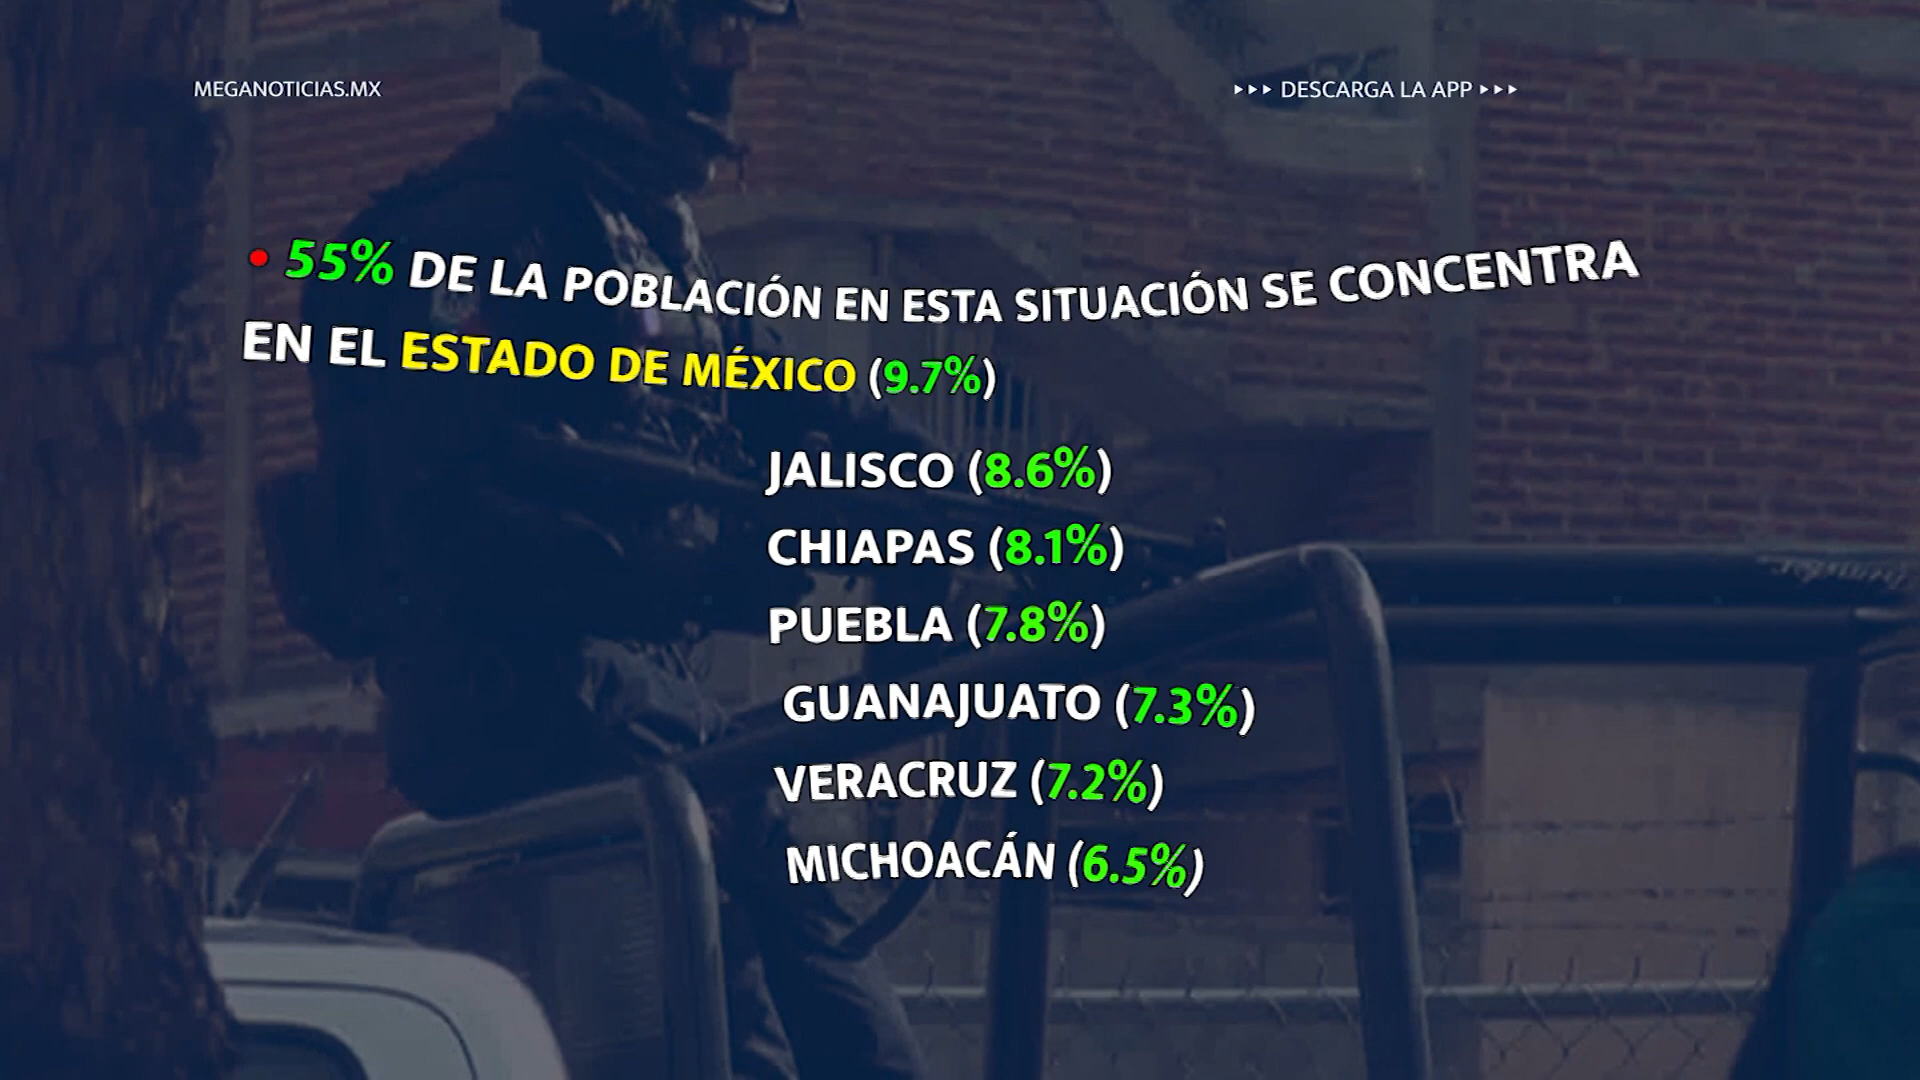 MEGANOTICIAS.MX
DESCARGA LA APP
• 55% DE LA POBLACIÓN EN ESTA SITUACIÓN SE CONCENTRA
EN EL ESTADO DE MÉXICO (9.7%)
JALISCO (8.6%)
CHIAPAS (8.1%)
PUEBLA (7.8%)
GUANAJUATO (7.3%)
VERACRUZ (7.2%)
MICHOACÁN (6.5%)